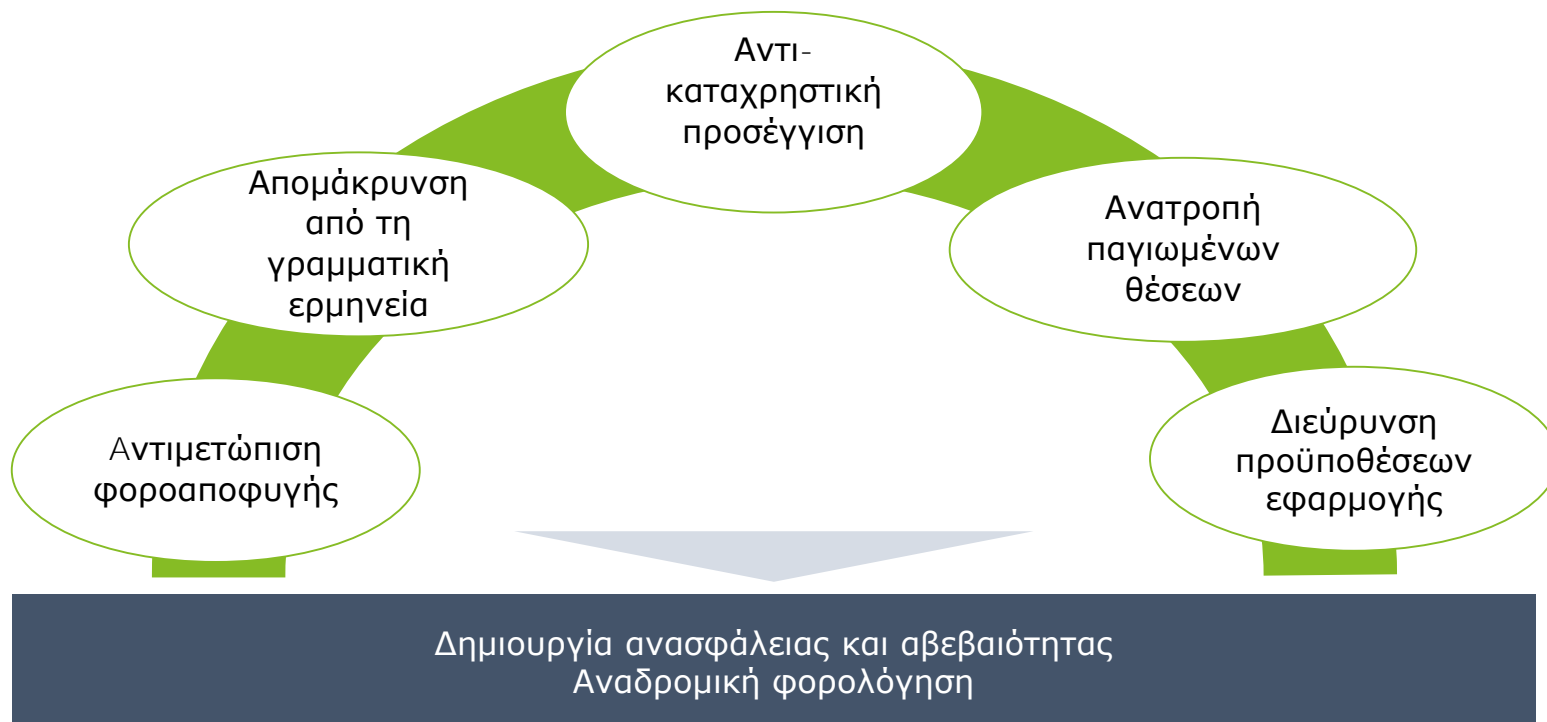 Αντι-
καταχρηστική
προσέγγιση
Απομάκρυνση
από τη
γραμματική
ερμηνεία
Ανατροπή
παγιωμένων
θέσεων
Αντιμετώπιση
φοροαποφυγής
Διεύρυνση
προϋποθέσεων
εφαρμογής
Δημιουργία ανασφάλειας και αβεβαιότητας
Αναδρομική φορολόγηση